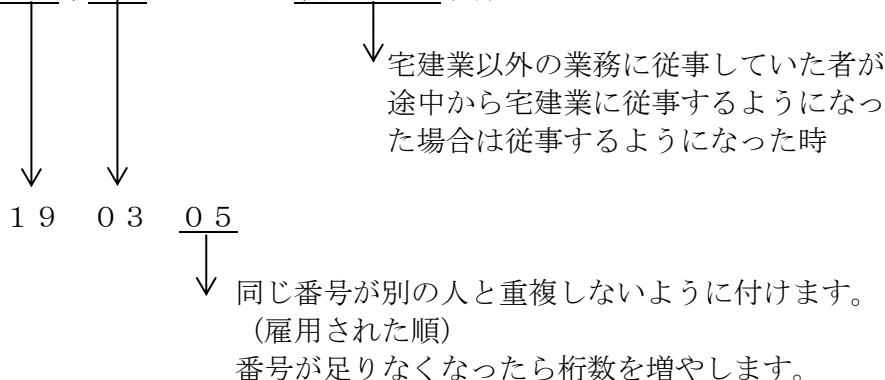 宅建業以外の業務に従事していた者が
途中から宅建業に従事するようになっ
た場合は従事するようになった時
１９　０３　０５
同じ番号が別の人と重複しないように付けます。
（雇用された順）
番号が足りなくなったら桁数を増やします。